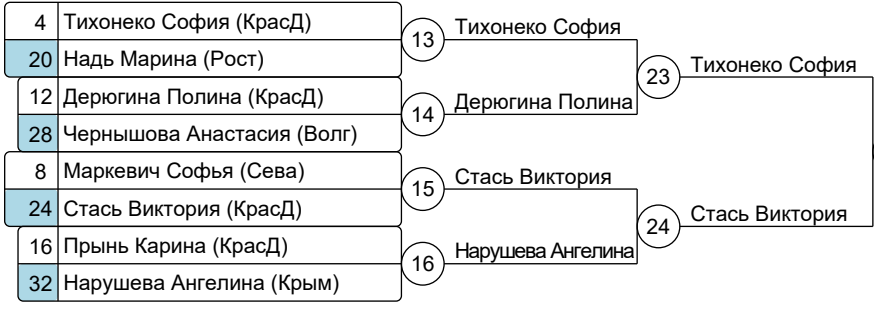 4 Тихонеко София (КрасД)
20 Надь Марина (Рост)
13 Тихонеко София
12 Дерюгина Полина (КрасД)
28 Чернышова Анастасия (Волг)
14 Дерюгина Полина
23 Тихонеко София
8 Маркевич Софья (Сева)
24 Стась Виктория (КрасД)
15 Стась Виктория
16 Прынь Карина (КрасД)
32 Нарушева Ангелина (Крым)
16 Нарушева Ангелина
24 Стась Виктория